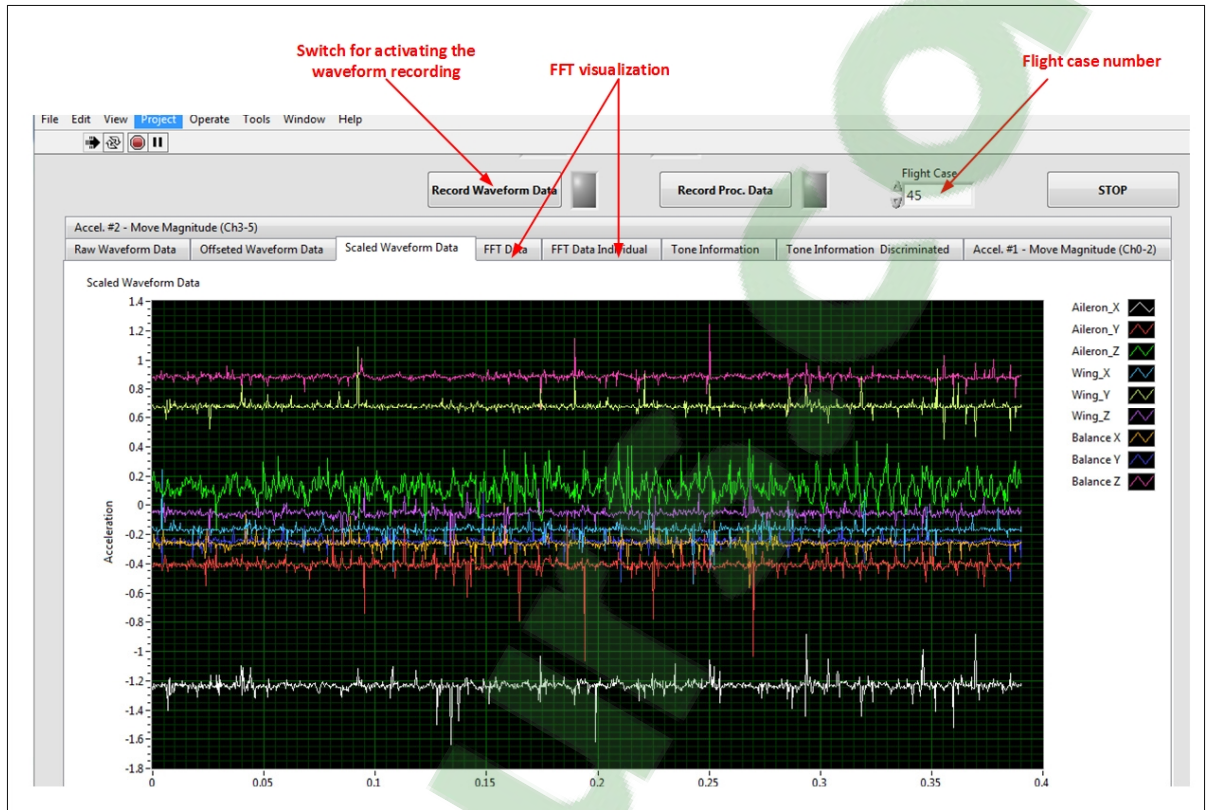 Switch for activating the
waveform recording
FFT visualization
Flight case number
File Edit View Project Operate Tools Window Help
Record Waveform Data
Record Proc. Data
Flight Case
45
STOP
Accel. #2 - Move Magnitude (Ch3-5)
Raw Waveform Data
Offseted Waveform Data
Scaled Waveform Data
FFT Data
FFT Data Individual
Tone Information
Tone Information Discriminated
Accel. #1 - Move Magnitude (Ch0-2)
Scaled Waveform Data
Acceleration
1.4
1.2
1
0.8
0.6
0.4
0.2
0
-0.2
-0.4
-0.6
-0.8
-1
-1.2
-1.4
-1.6
-1.8
0 0.05 0.1 0.15 0.2 0.25 0.3 0.35 0.4
Aileron_X
Aileron_Y
Aileron_Z
Wing_X
Wing_Y
Wing_Z
Balance X
Balance Y
Balance Z